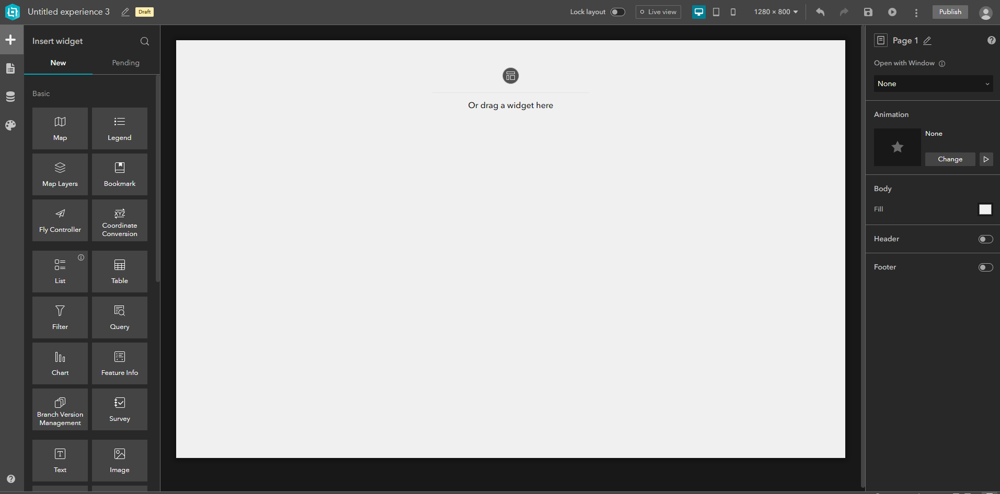 Untitled experience 3
Draft
Lock layout
Live view
1280 × 800
Publish
Insert widget
New
Pending
Basic
Map
Legend
Map Layers
Bookmark
Fly Controller
XYZ
Coordinate
Conversion
List
Table
Filter
Query
Chart
Feature Info
Branch Version
Management
Survey
T
Text
Image
Or drag a widget here
Page 1
Open with Window
None
Animation
None
Change
Body
Fill
Header
Footer